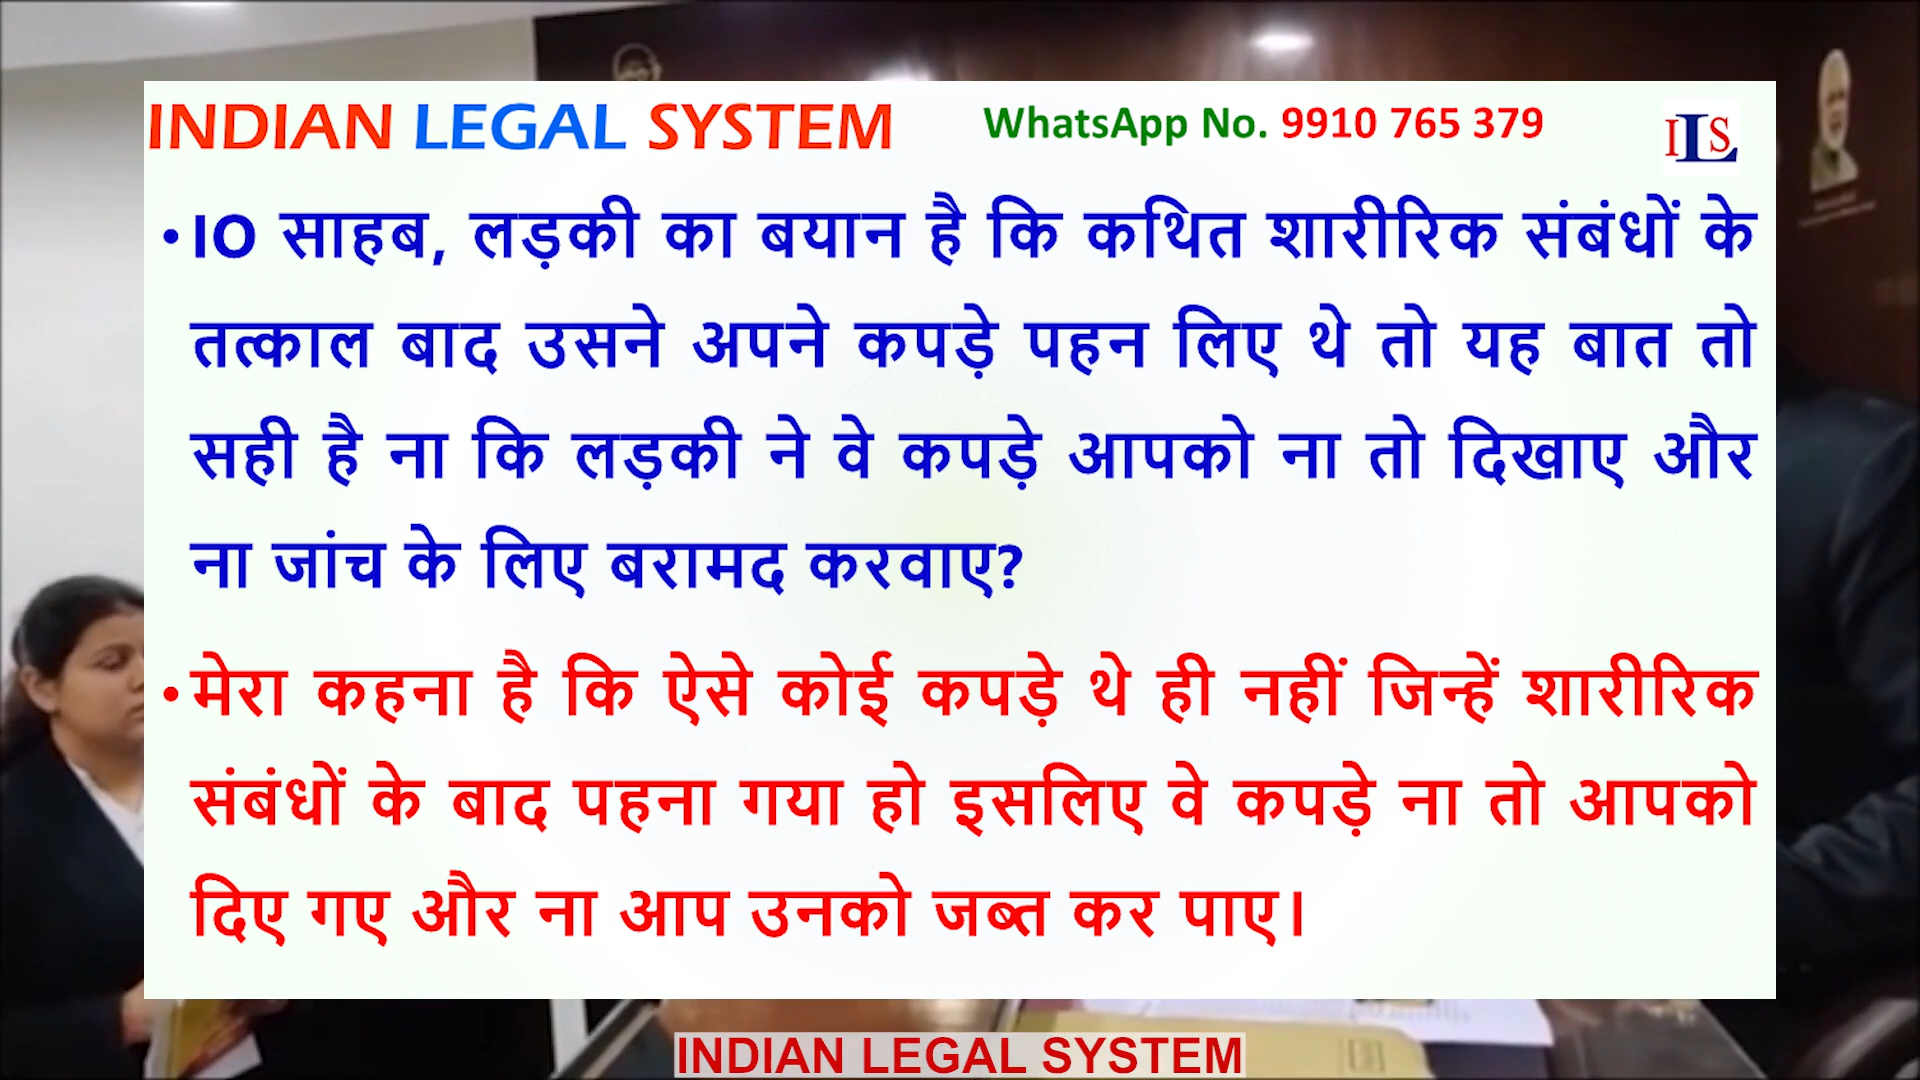 INDIAN LEGAL SYSTEM
WhatsApp No. 9910 765 379
ILS
•IO साहब, लड़की का बयान है कि कथित शारीरिक संबंधों के
तत्काल बाद उसने अपने कपड़े पहन लिए थे तो यह बात तो
सही है ना कि लड़की ने वे कपड़े आपको ना तो दिखाए और
ना जांच के लिए बरामद करवाए?
•मेरा कहना है कि ऐसे कोई कपड़े थे ही नहीं जिन्हें शारीरिक
संबंधों के बाद पहना गया हो इसलिए वे कपड़े ना तो आपको
दिए गए और ना आप उनको जब्त कर पाए।
INDIAN LEGAL SYSTEM